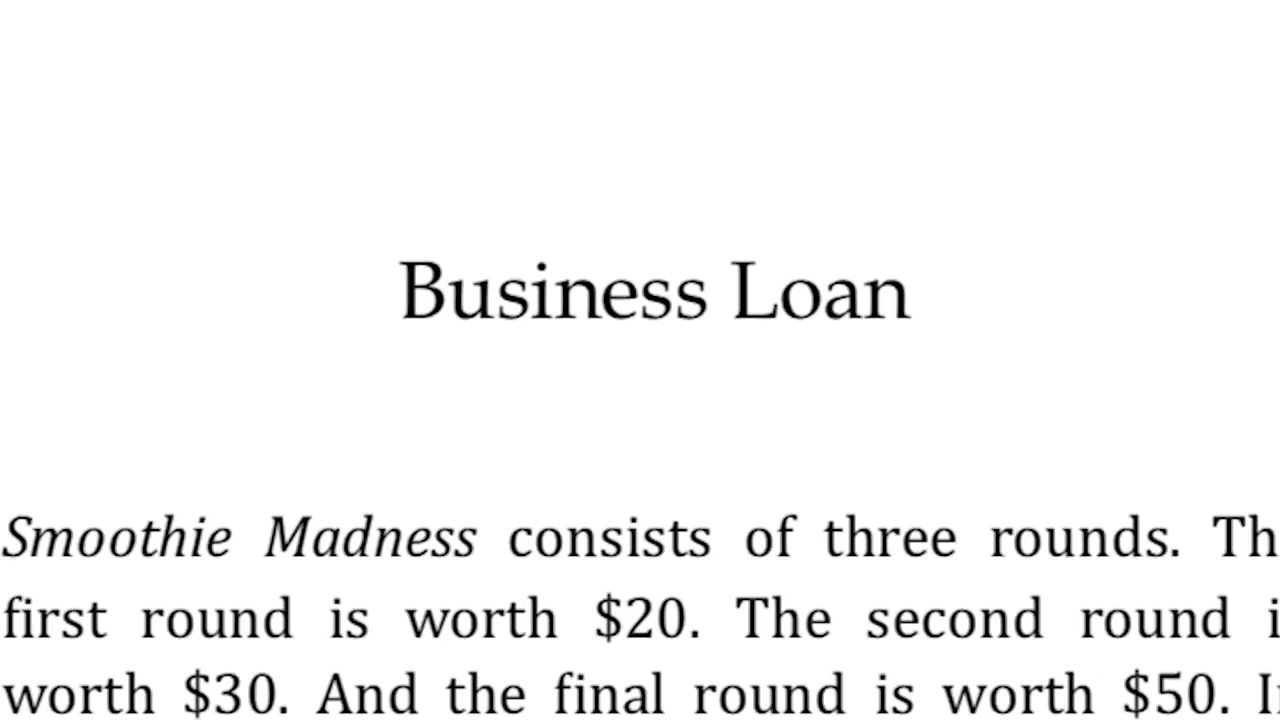 Business Loan
Smoothie Madness consists of three rounds. Th
first round is worth $20. The second round i
worth $30. And the final round is worth $50. In